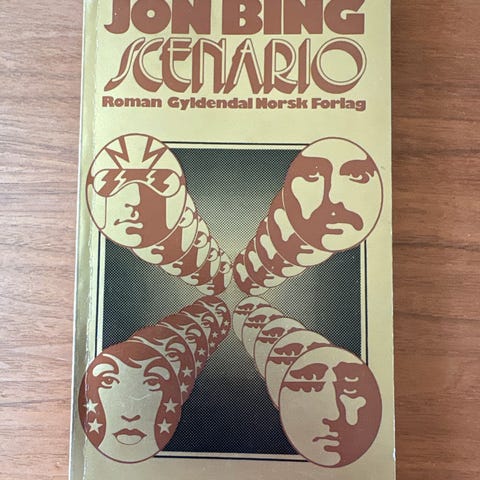 JON BING
SCENARIO
Roman Gyldendal Norsk Forlag